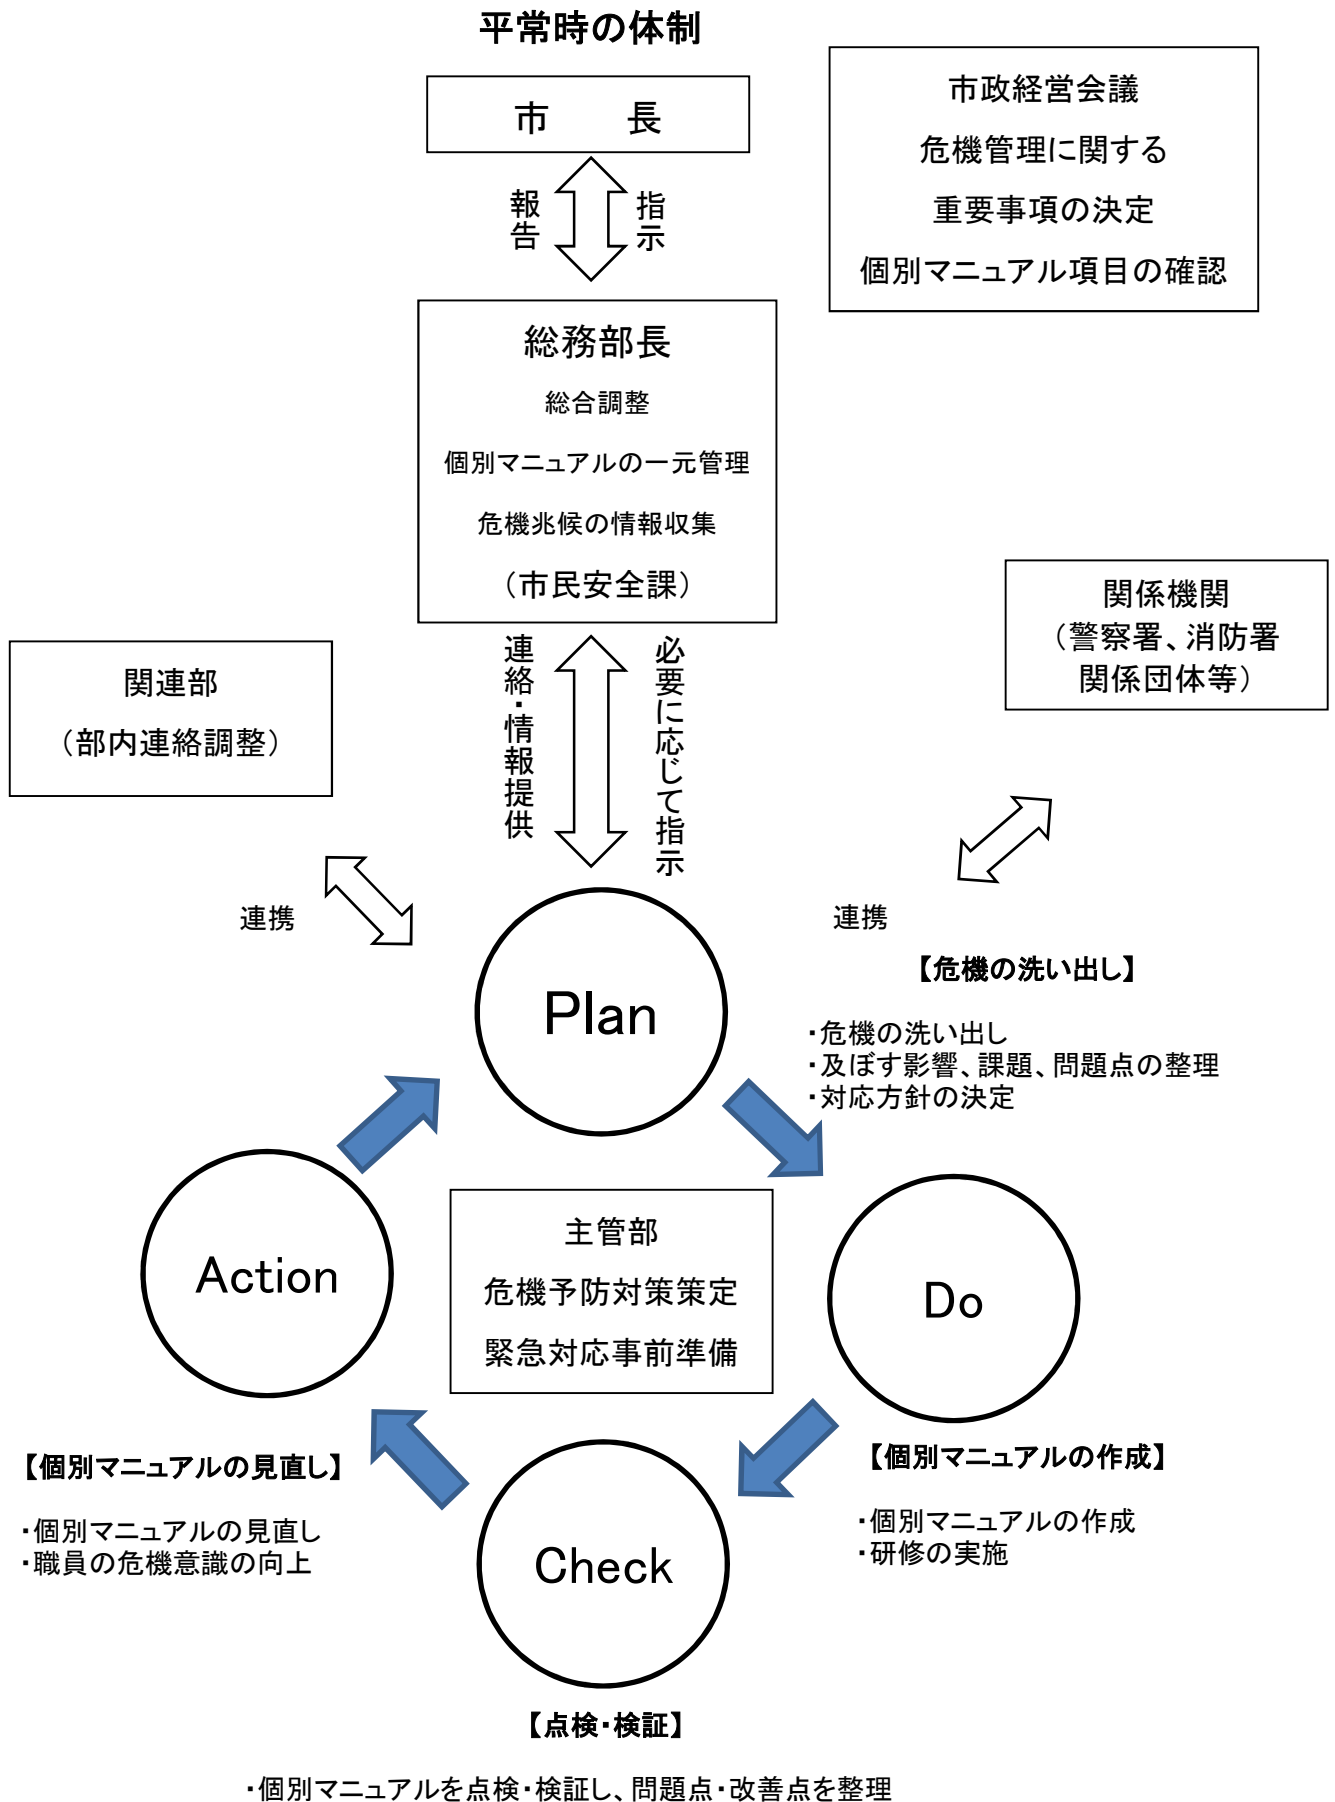 平常時の体制
市　　長
市政経営会議
危機管理に関する
重要事項の決定
個別マニュアル項目の確認
報告
指示
総務部長
総合調整
個別マニュアルの一元管理
危機兆候の情報収集
（市民安全課）
関係機関
（警察署、消防署
関係団体等）
関連部
（部内連絡調整）
連絡・情報提供
必要に応じて指示
連携
連携
【危機の洗い出し】
Plan
・危機の洗い出し
・及ぼす影響、課題、問題点の整理
・対応方針の決定
主管部
危機予防対策策定
緊急対応事前準備
Action
Do
【個別マニュアルの見直し】
・個別マニュアルの見直し
・職員の危機意識の向上
【個別マニュアルの作成】
・個別マニュアルの作成
・研修の実施
Check
【点検・検証】
・個別マニュアルを点検・検証し、問題点・改善点を整理